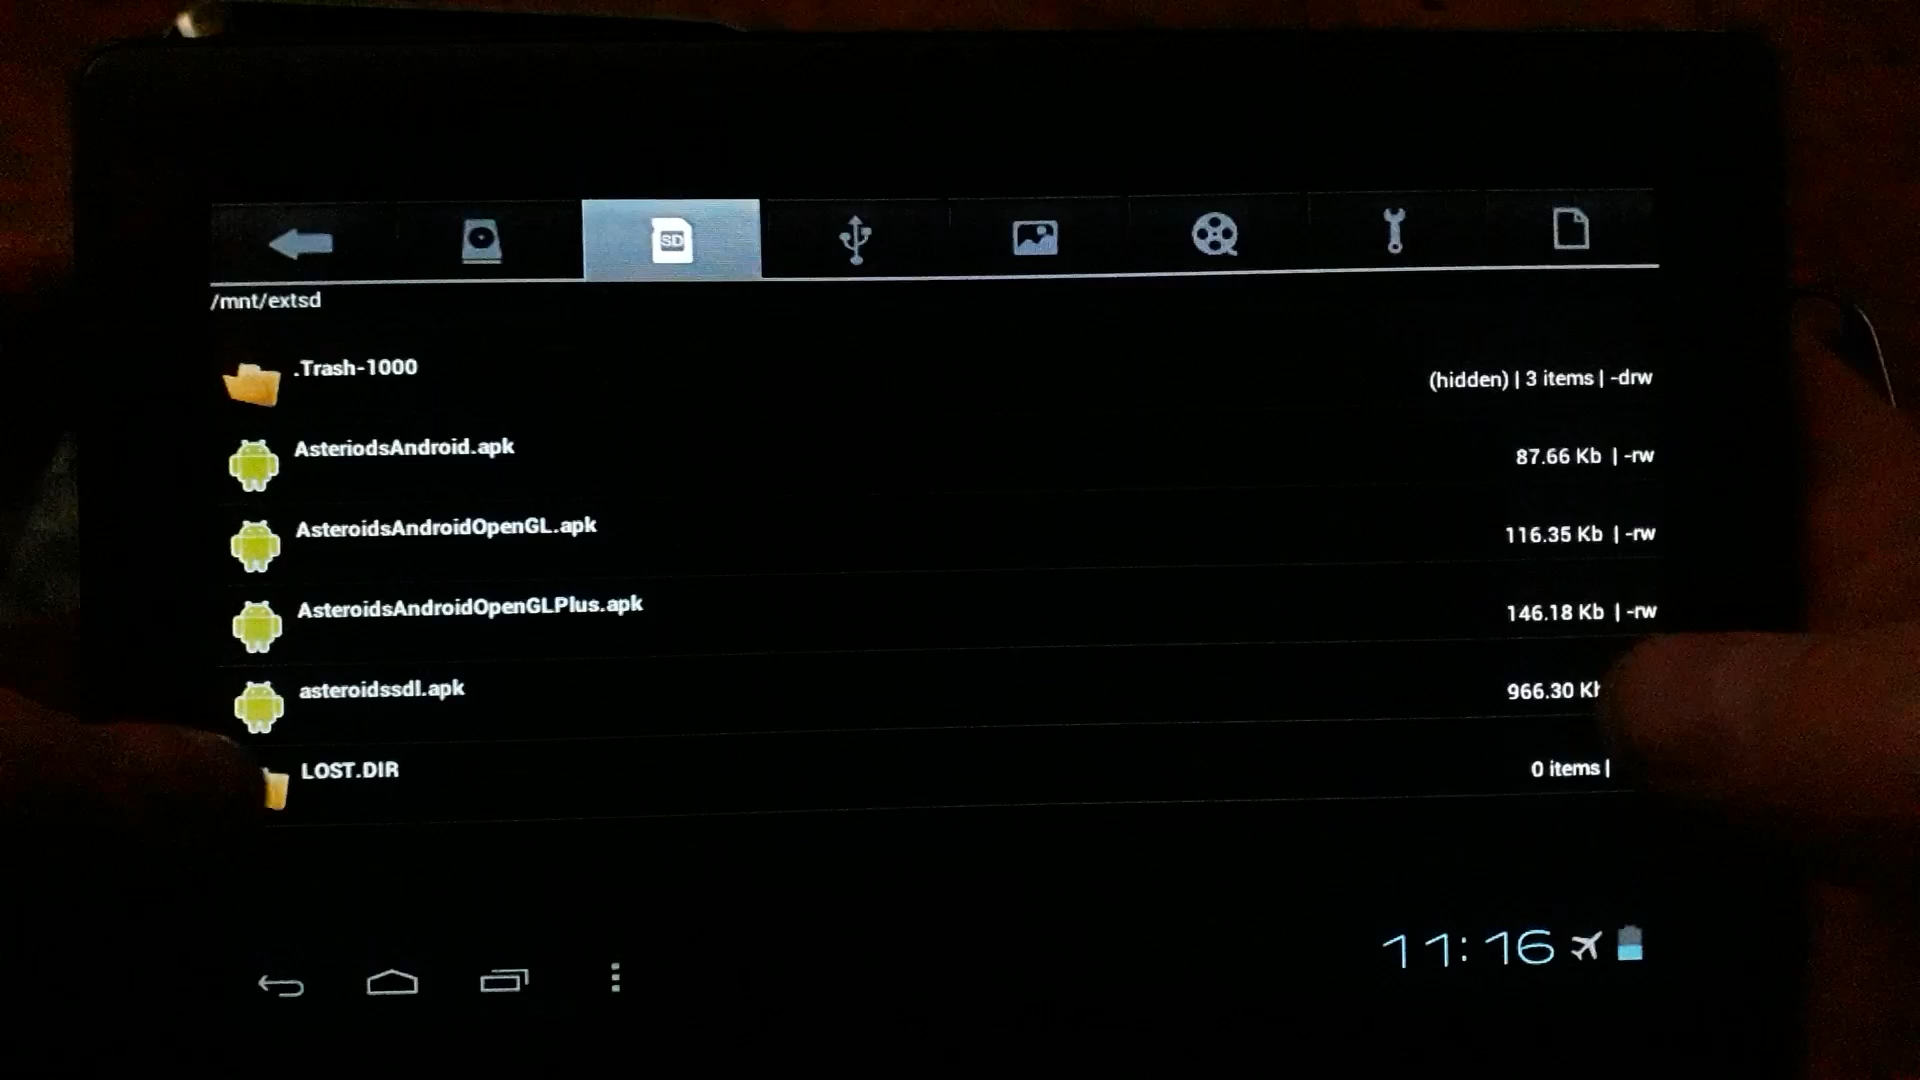 SD
/mnt/extsd
.Trash-1000
(hidden) | 3 items | -drw
AsteriodsAndroid.apk
87.66 Kb | -rw
AsteroidsAndroidOpenGL.apk
116.35 Kb | -rw
AsteroidsAndroidOpenGLPlus.apk
146.18 Kb | -rw
asteroidssdl.apk
966.30
LOST.DIR
0 items |
11:16